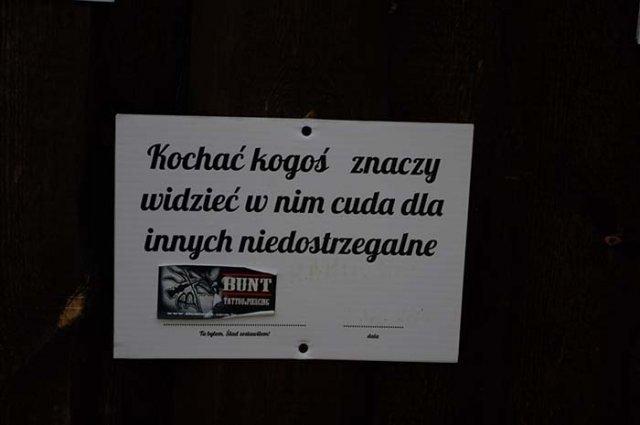 Kochać kogoś znaczy
widzieć w nim cuda dla
innych niedostrzegalne
BUNT
TATTOO & PIERCING
Tu byłem, Ślad zostawiłem!
data